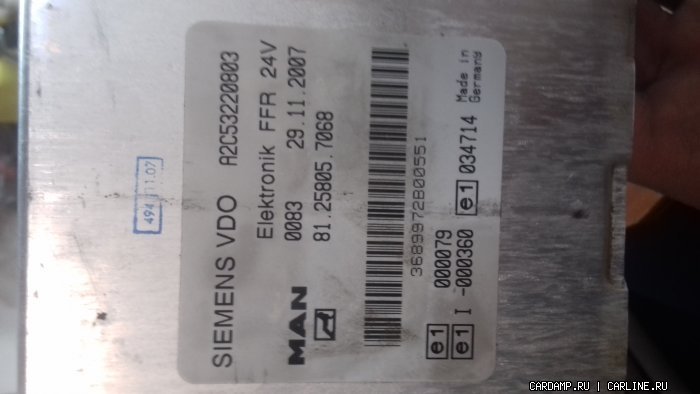 SIEMENS VDO A2C53220803
Elektronik FFR 24V
MAN 0083 29.11.2007
81.25805.7068
3689972800551
e1 000079
e1 I -000360 e1 034714 Made in
Germany
494 11.07
CARDAMP.RU | CARLINE.RU